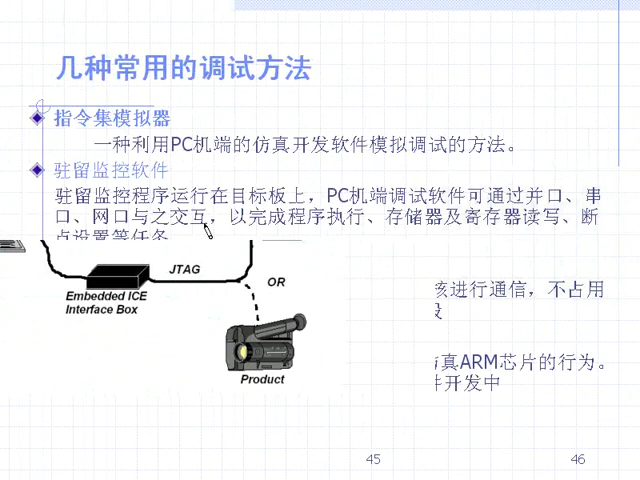 几种常用的调试方法
指令集模拟器
一种利用PC机端的仿真开发软件模拟调试的方法。
驻留监控软件
驻留监控程序运行在目标板上，PC机端调试软件可通过并口、串
口、网口与之交互，以完成程序执行、存储器及寄存器读写、断
点设置等任务
JTAG
OR
Embedded ICE
Interface Box
进行通信，不占用
真ARM芯片的行为。
开发中
Product
45
46